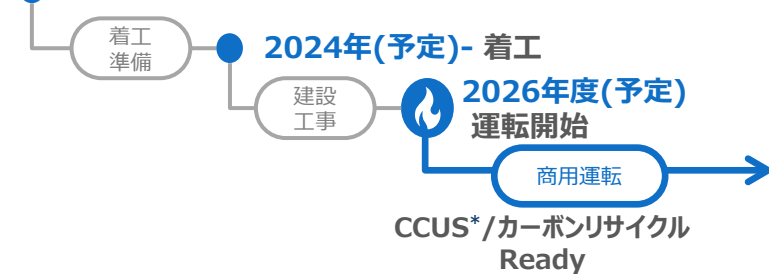 着工
準備
2024年(予定)- 着工
建設
工事
2026年度(予定)
運転開始
商用運転
CCUS*/カーボンリサイクル
Ready